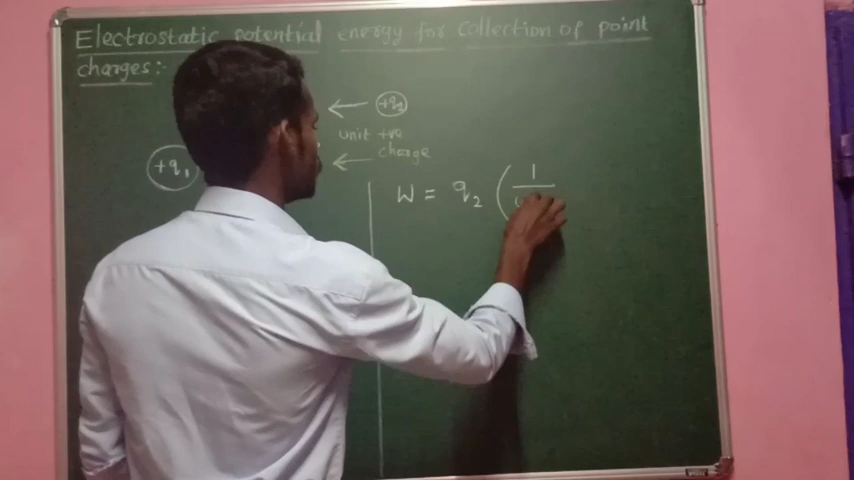 Electrostatic potential energy for collection of point
charges:-
+q2
unit +ve
charge
+q1
W = q2 ( 1